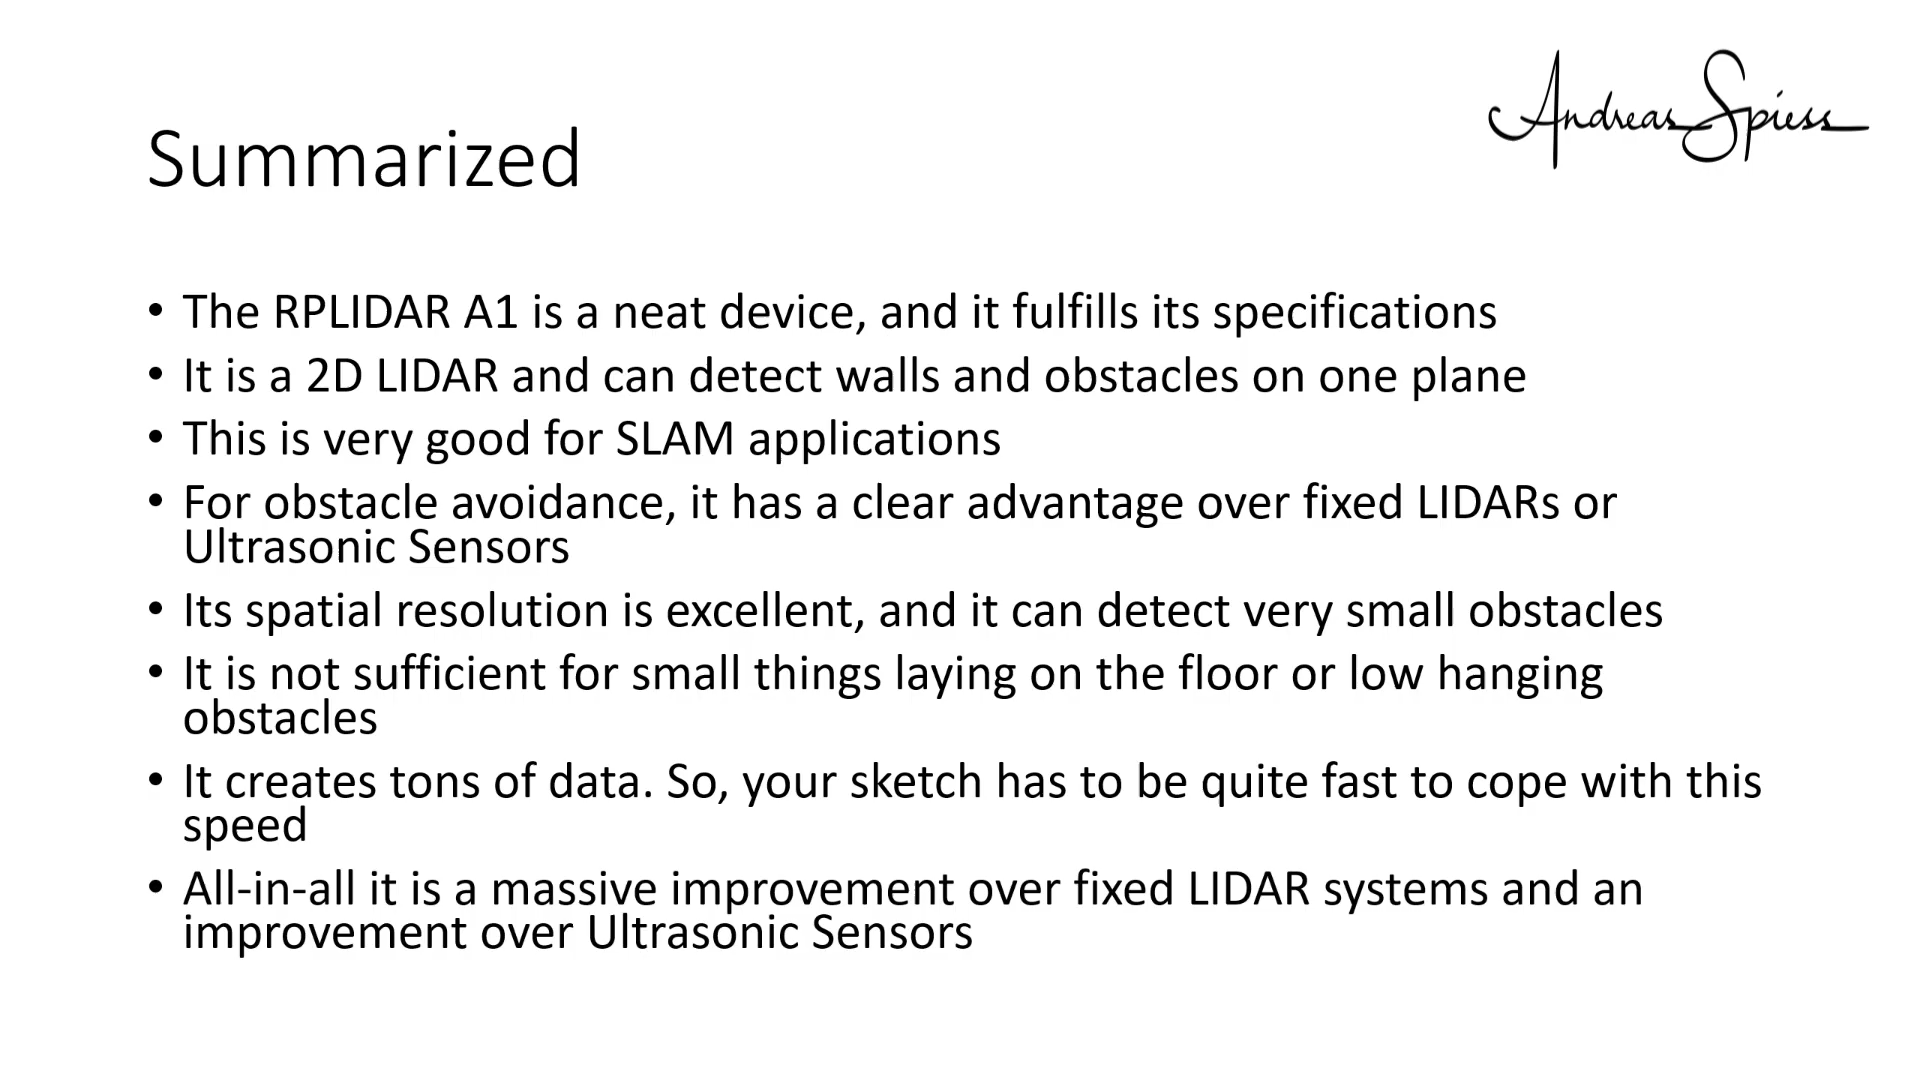 Andreas Spiess
Summarized
• The RPLIDAR A1 is a neat device, and it fulfills its specifications
• It is a 2D LIDAR and can detect walls and obstacles on one plane
• This is very good for SLAM applications
• For obstacle avoidance, it has a clear advantage over fixed LIDARs or
Ultrasonic Sensors
• Its spatial resolution is excellent, and it can detect very small obstacles
• It is not sufficient for small things laying on the floor or low hanging
obstacles
• It creates tons of data. So, your sketch has to be quite fast to cope with this
speed
• All-in-all it is a massive improvement over fixed LIDAR systems and an
improvement over Ultrasonic Sensors